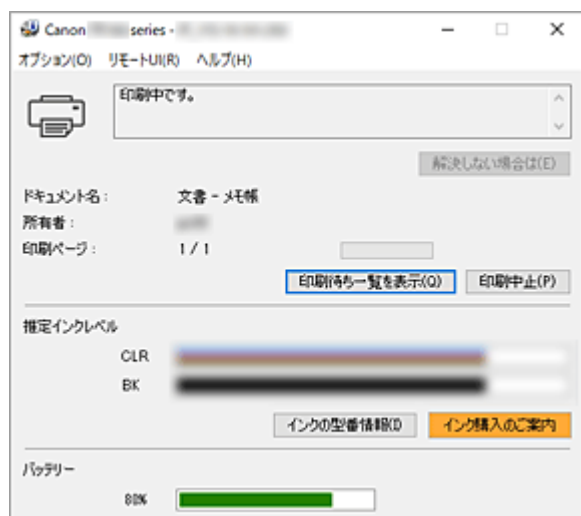 Canon series -
オプション(O) リモートUI(R) ヘルプ(H)
印刷中です。
解決しない場合は(E)
ドキュメント名: 文書 - メモ帳
所有者:
印刷ページ: 1 / 1
印刷待ち一覧を表示(Q) 印刷中止(P)
推定インクレベル
CLR
BK
インクの型番情報(I) インク購入のご案内
バッテリー
80%